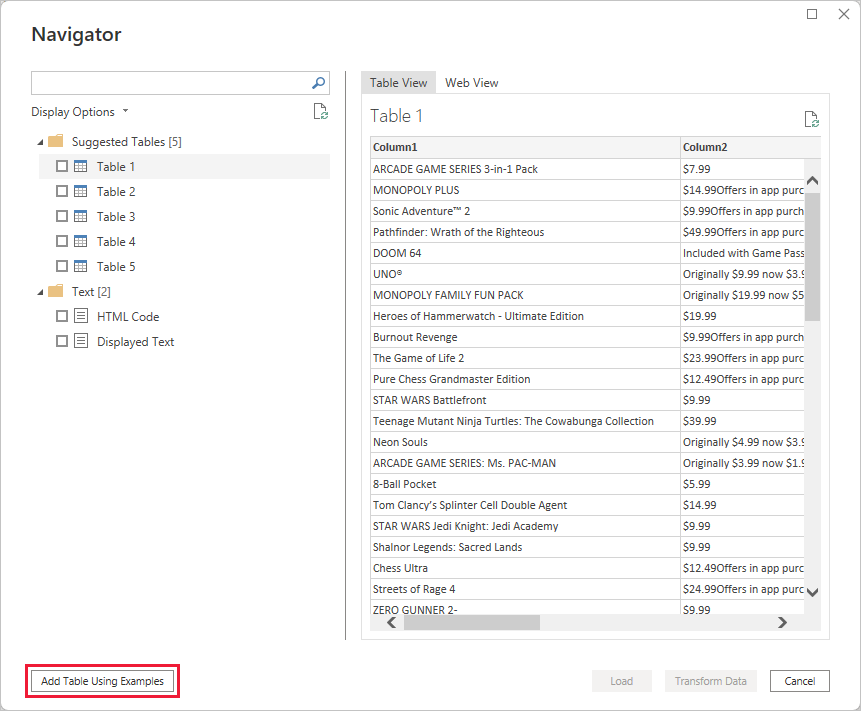 Navigator
Display Options
Suggested Tables [5]
Table 1
Table 2
Table 3
Table 4
Table 5
Text [2]
HTML Code
Displayed Text
Table View Web View
Table 1
Column1 Column2
ARCADE GAME SERIES 3-in-1 Pack $7.99
MONOPOLY PLUS $14.99Offers in app purc
Sonic Adventure™ 2 $9.99Offers in app purch
Pathfinder: Wrath of the Righteous $49.99Offers in app purc
DOOM 64 Included with Game Pass
UNO® Originally $9.99 now $3.9
MONOPOLY FAMILY FUN PACK Originally $19.99 now $5
Heroes of Hammerwatch - Ultimate Edition $19.99
Burnout Revenge $9.99Offers in app purch
The Game of Life 2 $23.99Offers in app purc
Pure Chess Grandmaster Edition $12.49Offers in app purc
STAR WARS Battlefront $9.99
Teenage Mutant Ninja Turtles: The Cowabunga Collection $39.99
Neon Souls Originally $4.99 now $3.9
ARCADE GAME SERIES: Ms. PAC-MAN Originally $3.99 now $1.9
8-Ball Pocket $5.99
Tom Clancy's Splinter Cell Double Agent $14.99
STAR WARS Jedi Knight: Jedi Academy $9.99
Shalnor Legends: Sacred Lands $9.99
Chess Ultra $12.49Offers in app purc
Streets of Rage 4 $24.99Offers in app purc
ZERO GUNNER 2- $9.99
Add Table Using Examples Load Transform Data Cancel